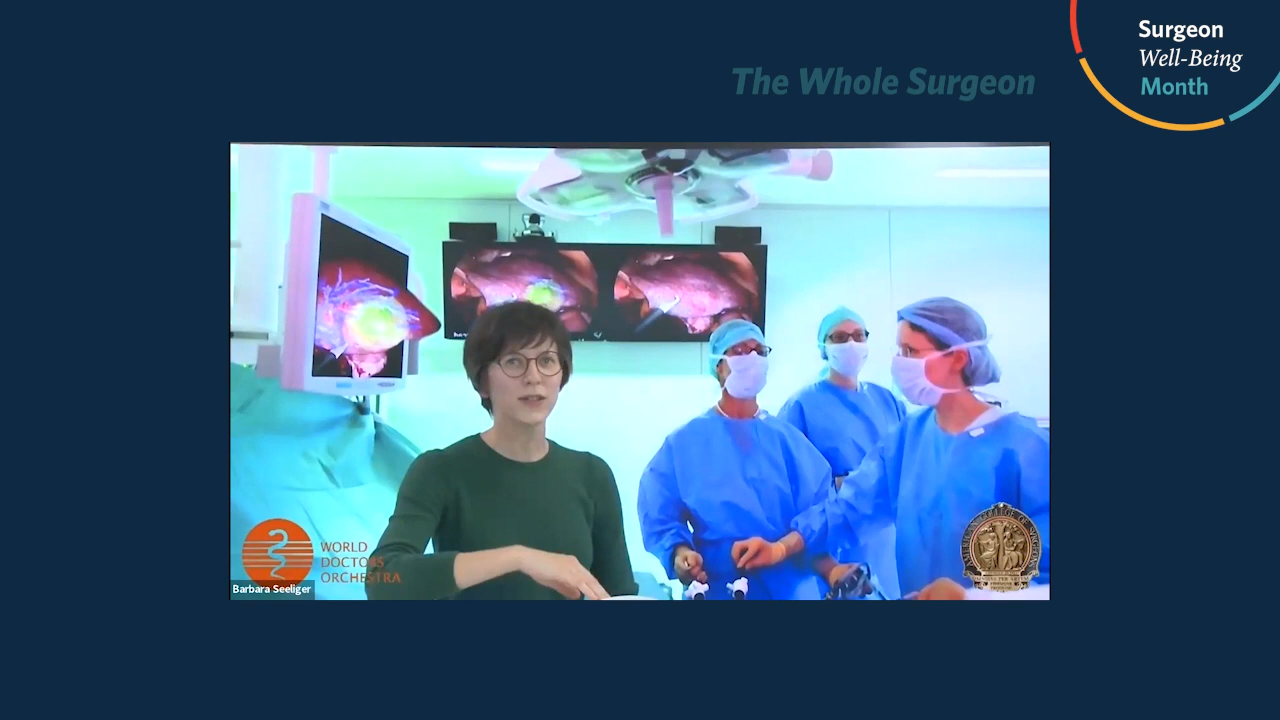 Surgeon
Well-Being
Month
The Whole Surgeon
WORLD
DOCTORS
ORCHESTRA
Barbara Seeliger